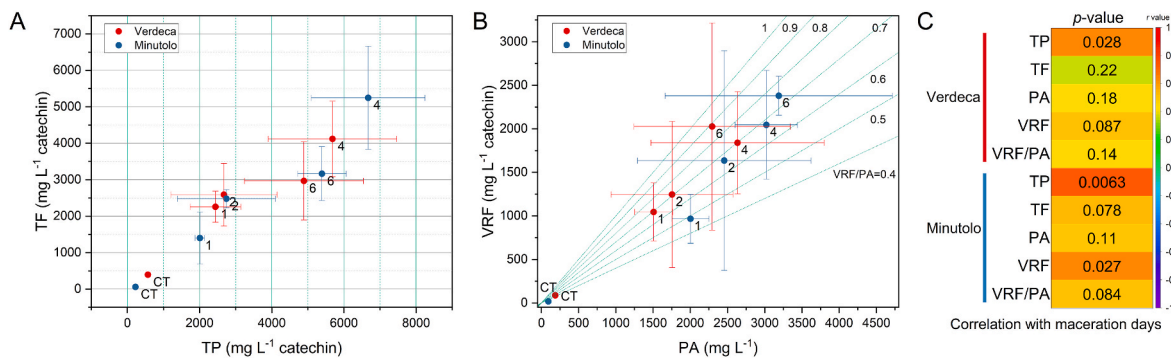 A
Verdeca
Minutolo
7000
6000
5000
4000
3000
2000
1000
0
TF (mg L⁻¹ catechin)
4
4
6
6
2
2
1
1
CT
CT
0 2000 4000 6000 8000
TP (mg L⁻¹ catechin)
B
Verdeca
Minutolo
1 0.9 0.8 0.7
0.6
0.5
VRF/PA=0.4
3000
2500
2000
1500
1000
500
0
VRF (mg L⁻¹ catechin)
6
6
4
4
2
2
1
1
CT
CT
0 500 1000 1500 2000 2500 3000 3500 4000 4500
PA (mg L⁻¹)
C
p-value
r value
Verdeca
TP 0.028
TF 0.22
PA 0.18
VRF 0.087
VRF/PA 0.14
Minutolo
TP 0.0063
TF 0.078
PA 0.11
VRF 0.027
VRF/PA 0.084
Correlation with maceration days